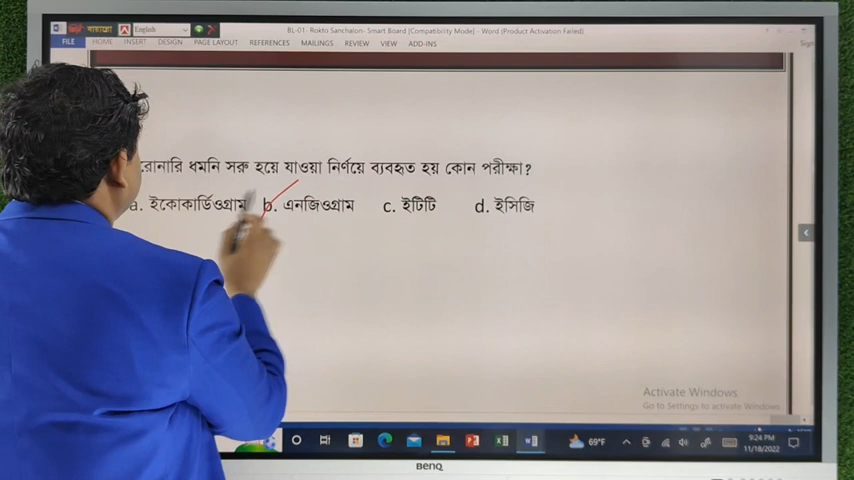 English
BL-01- Rokto Sanchalon- Smart Board [Compatibility Mode] - Word (Product Activation Failed)
FILE HOME INSERT DESIGN PAGE LAYOUT REFERENCES MAILINGS REVIEW VIEW ADD-INS Sign
ধমনি সরু হয়ে যাওয়া নির্ণয়ে ব্যবহৃত হয় কোন পরীক্ষা?
a. ইকোকার্ডিওগ্রাম b. এনজিওগ্রাম c. ইটিটি d. ইসিজি
Activate Windows
Go to Settings to activate Windows
69°F
9:24 PM
11/18/2022
BenQ